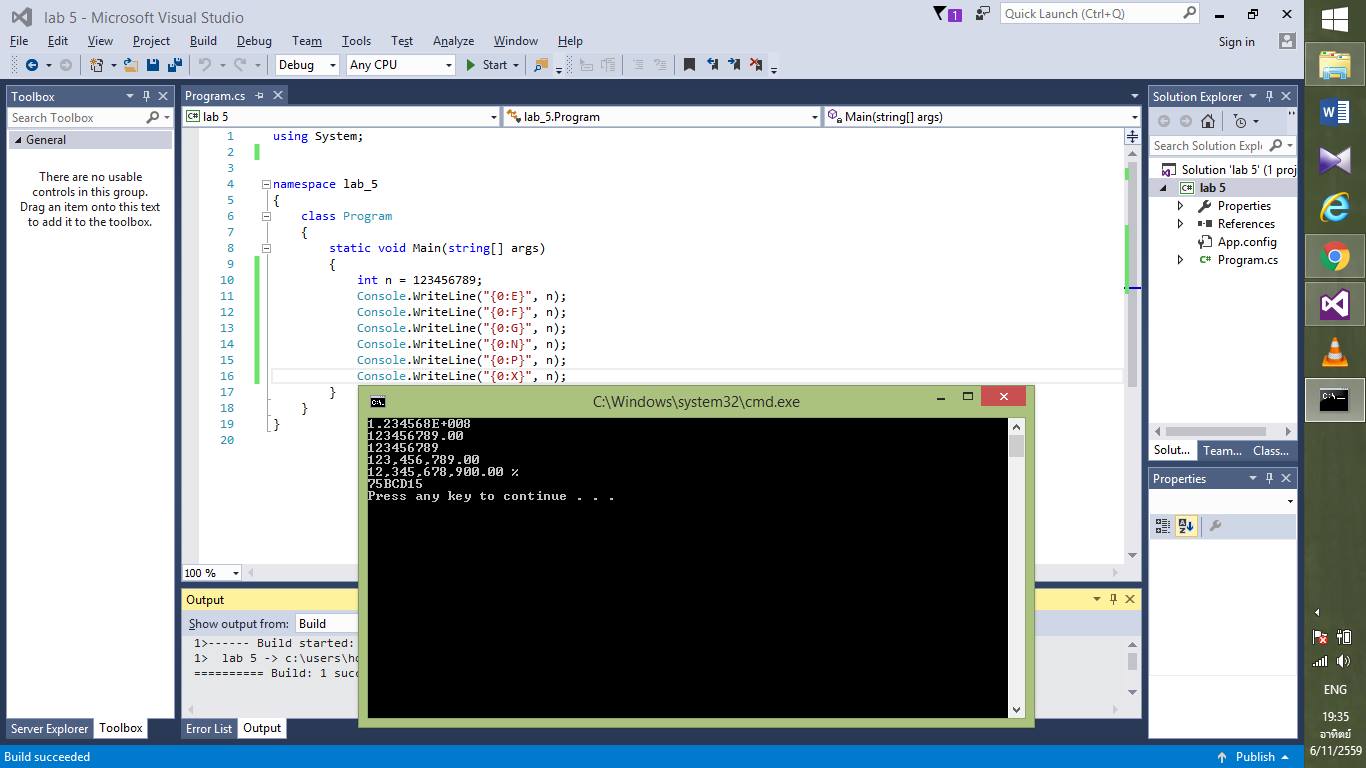 lab 5 - Microsoft Visual Studio
1
Quick Launch (Ctrl+Q)
File Edit View Project Build Debug Team Tools Test Analyze Window Help
Sign in
Debug Any CPU Start
Toolbox
Search Toolbox
General
There are no usable
controls in this group.
Drag an item onto this text
to add it to the toolbox.
Server Explorer Toolbox
Program.cs
C# lab 5 lab_5.Program Main(string[] args)
1 using System;
2
3
4 namespace lab_5
5 {
6 class Program
7 {
8 static void Main(string[] args)
9 {
10 int n = 123456789;
11 Console.WriteLine("{0:E}", n);
12 Console.WriteLine("{0:F}", n);
13 Console.WriteLine("{0:G}", n);
14 Console.WriteLine("{0:N}", n);
15 Console.WriteLine("{0:P}", n);
16 Console.WriteLine("{0:X}", n);
17 }
18 }
19 }
20
100 %
C:\Windows\system32\cmd.exe
1.234568E+008
123456789.00
123456789
123,456,789.00
12,345,678,900.00 %
75BCD15
Press any key to continue . . .
Output
Show output from: Build
1>------ Build started:
1> lab 5 -> c:\users\ho
========== Build: 1 succ
Error List Output
Solution Explorer
Search Solution Expl
Solution 'lab 5' (1 proj
C# lab 5
Properties
References
App.config
C# Program.cs
Solut... Team... Class...
Properties
Build succeeded
Publish
ENG
19:35
อาทิตย์
6/11/2559